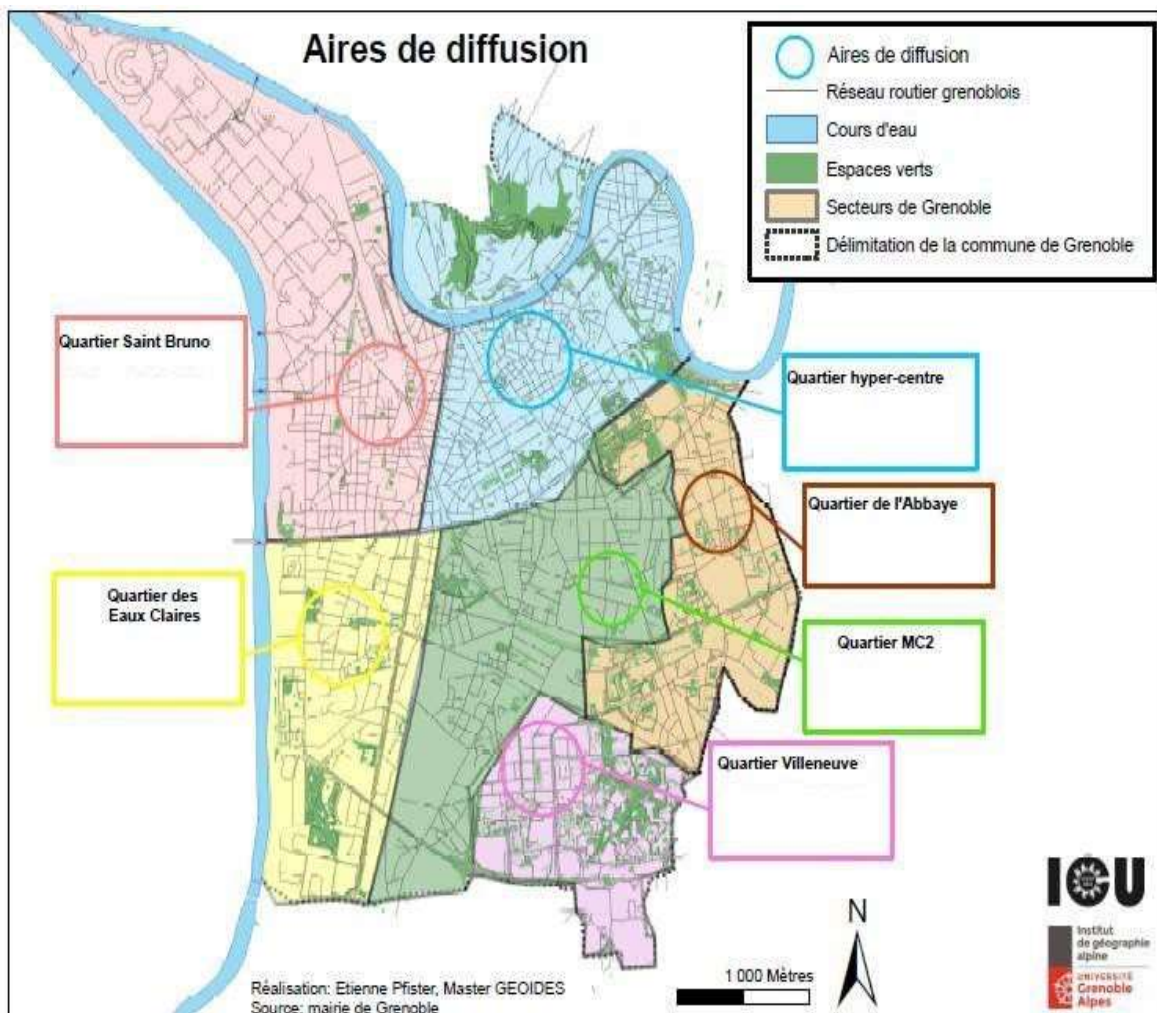 Aires de diffusion
Aires de diffusion
Réseau routier grenoblois
Cours d'eau
Espaces verts
Secteurs de Grenoble
Délimitation de la commune de Grenoble
Quartier Saint Bruno
Quartier hyper-centre
Quartier de l'Abbaye
Quartier des
Eaux Claires
Quartier MC2
Quartier Villeneuve
N
1 000 Mètres
Réalisation: Etienne Pfister, Master GEOIDES
Source: mairie de Grenoble
Institut
de géographie
alpine
UNIVERSITÉ
Grenoble
Alpes